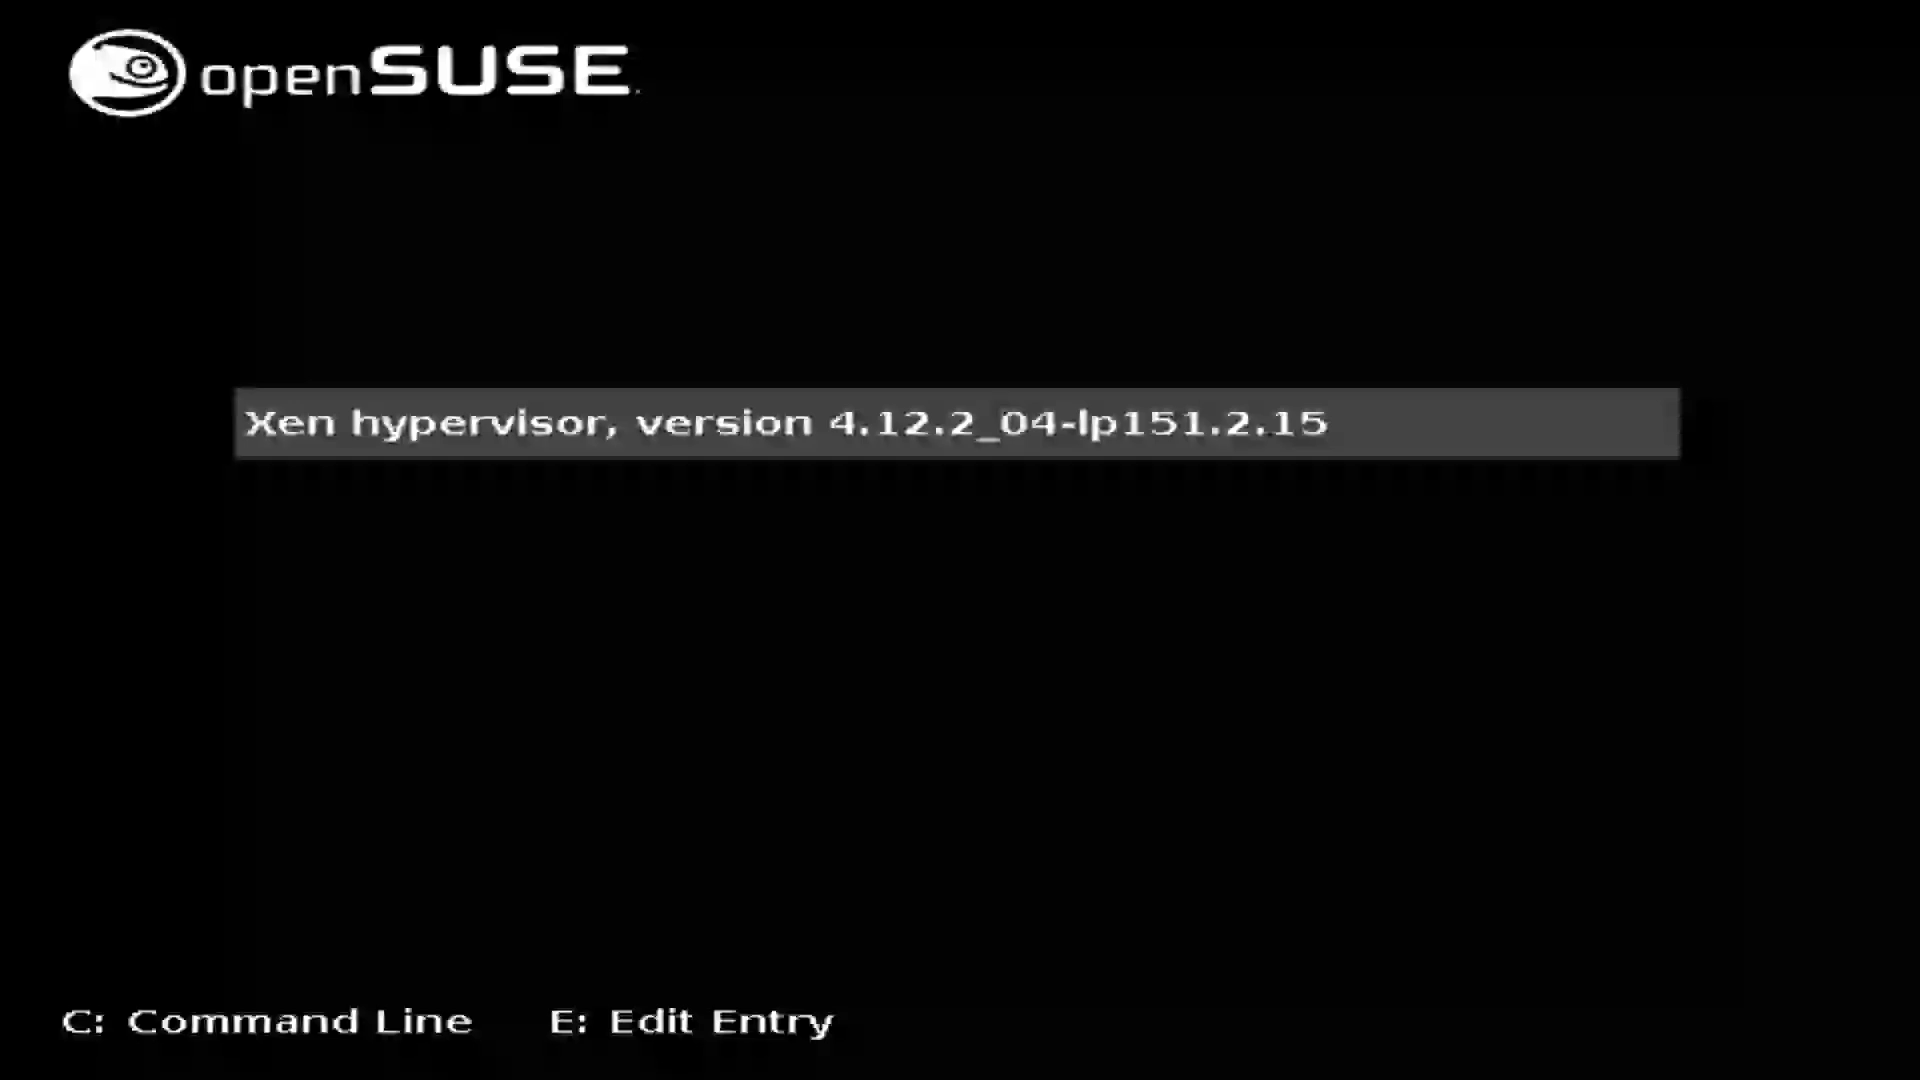 openSUSE.
Xen hypervisor, version 4.12.2_04-lp151.2.15
C: Command Line E: Edit Entry